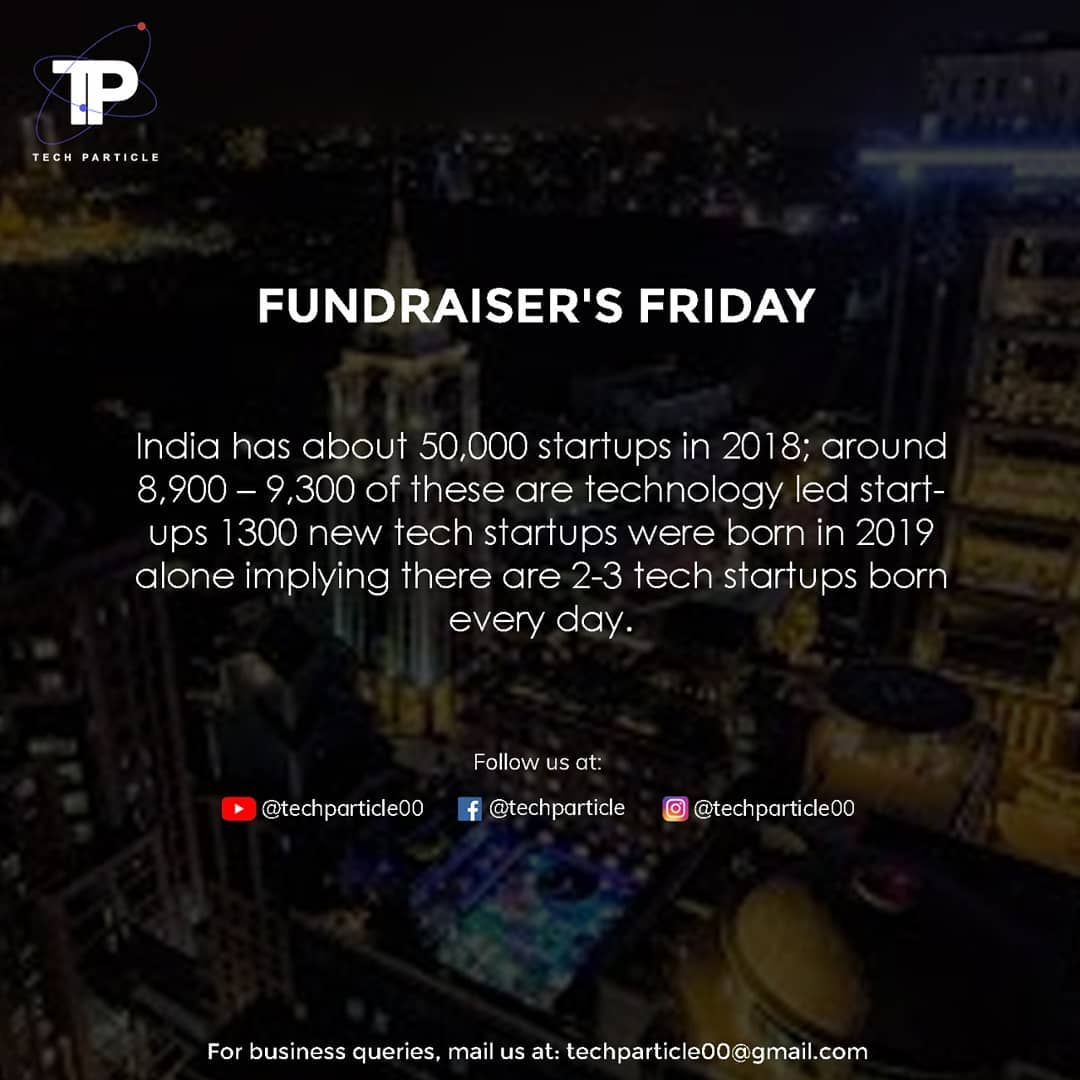 TP
TECH PARTICLE
FUNDRAISER'S FRIDAY
India has about 50,000 startups in 2018; around
8,900 – 9,300 of these are technology led start-
ups 1300 new tech startups were born in 2019
alone implying there are 2-3 tech startups born
every day.
Follow us at:
@techparticle00 @techparticle @techparticle00
For business queries, mail us at: techparticle00@gmail.com